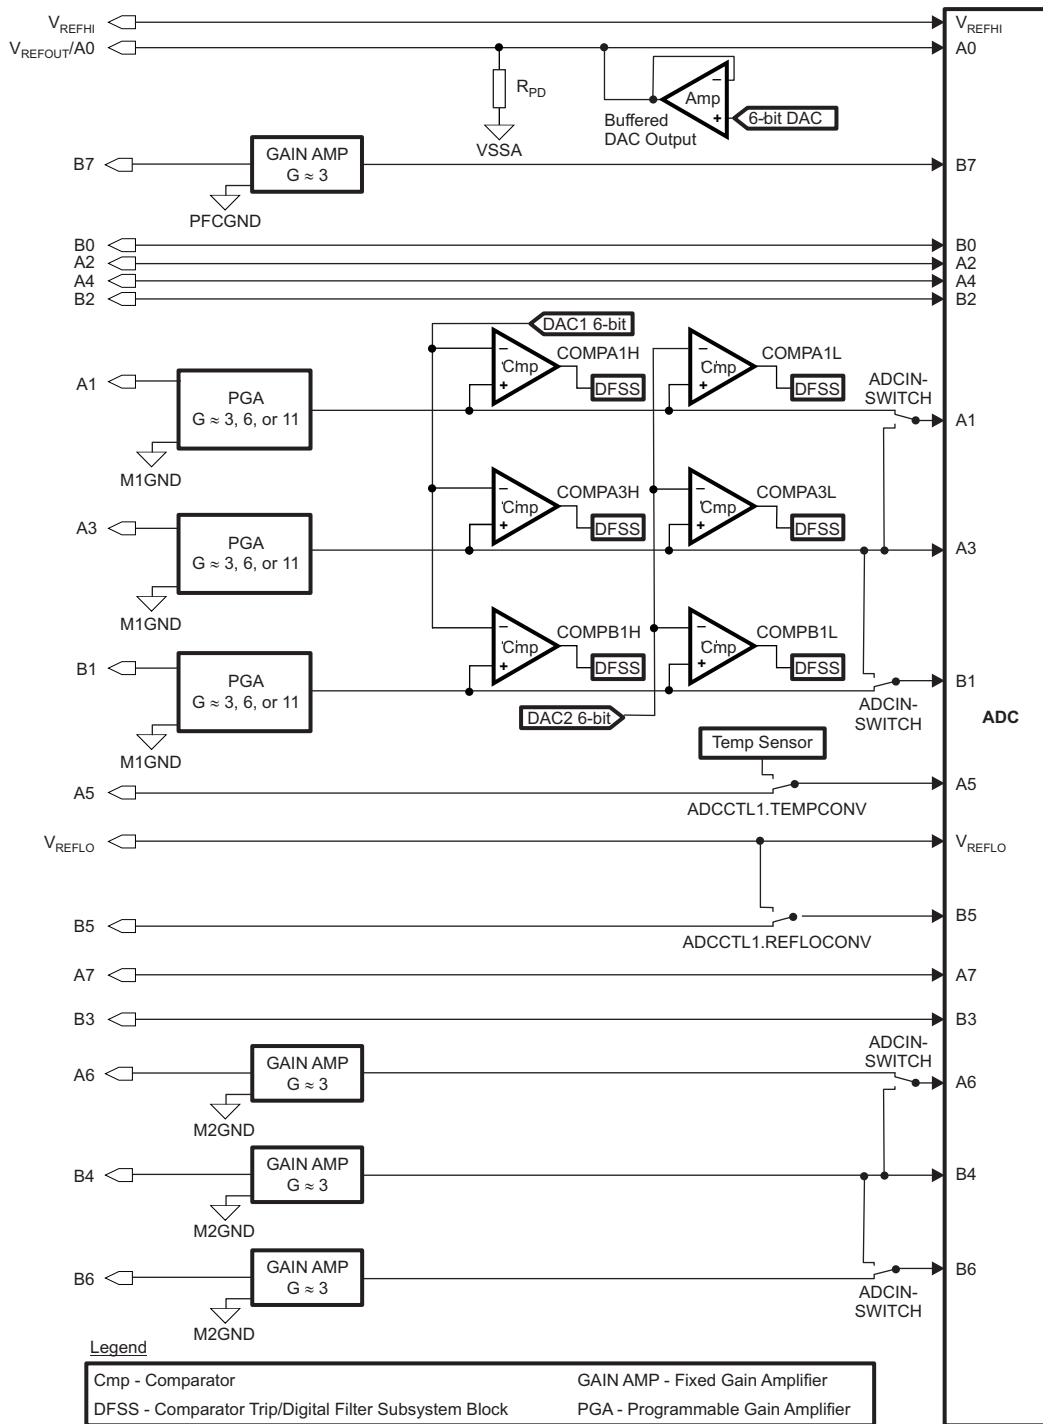 VREFHI
VREFHI
VREFOUT/A0
A0
RPD
VSSA
Amp
−
+
6-bit DAC
Buffered
DAC Output
B7
GAIN AMP
G ≈ 3
PFCGND
B7
B0
B0
A2
A2
A4
A4
B2
B2
DAC1 6-bit
COMPA1H
COMPA1L
−
Cmp
+
DFSS
−
Cmp
+
DFSS
ADCIN-
SWITCH
A1
PGA
G ≈ 3, 6, or 11
M1GND
A1
COMPA3H
COMPA3L
−
Cmp
+
DFSS
−
Cmp
+
DFSS
A3
PGA
G ≈ 3, 6, or 11
M1GND
A3
COMPB1H
COMPB1L
−
Cmp
+
DFSS
−
Cmp
+
DFSS
B1
PGA
G ≈ 3, 6, or 11
M1GND
B1
ADCIN-
SWITCH
DAC2 6-bit
ADC
Temp Sensor
A5
A5
ADCCTL1.TEMPCONV
VREFLO
VREFLO
B5
B5
ADCCTL1.REFLOCONV
A7
A7
B3
B3
ADCIN-
SWITCH
A6
GAIN AMP
G ≈ 3
M2GND
A6
B4
GAIN AMP
G ≈ 3
M2GND
B4
B6
GAIN AMP
G ≈ 3
M2GND
B6
ADCIN-
SWITCH
Legend
Cmp - Comparator
GAIN AMP - Fixed Gain Amplifier
DFSS - Comparator Trip/Digital Filter Subsystem Block
PGA - Programmable Gain Amplifier